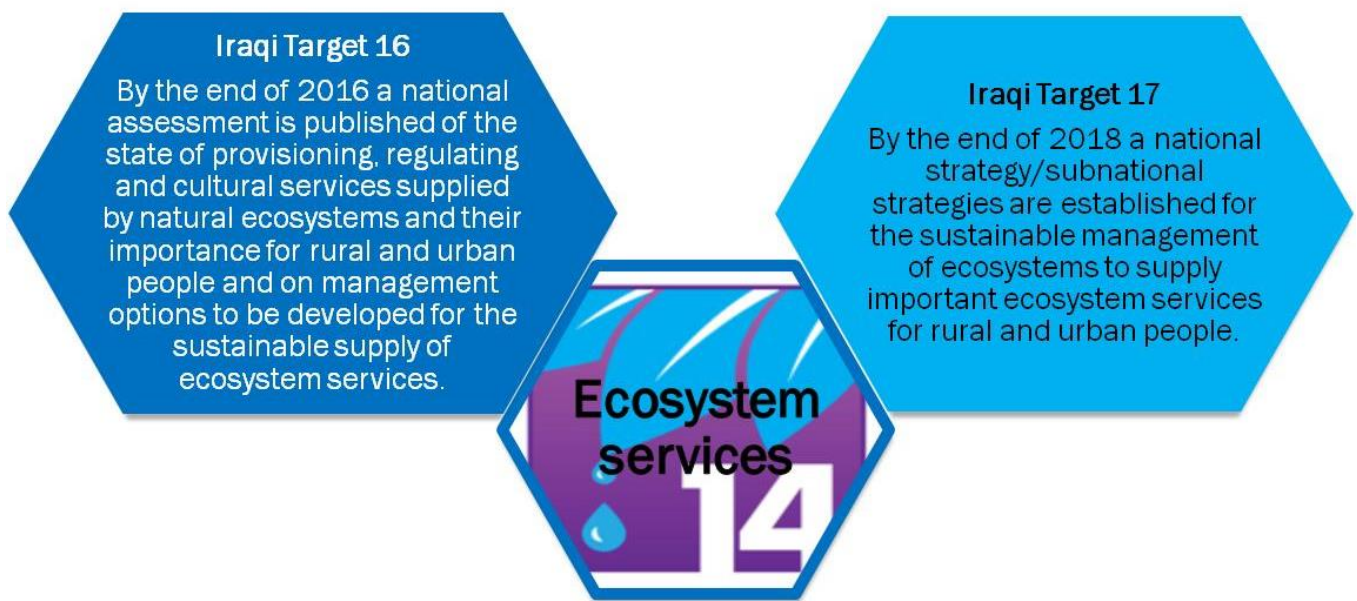 Iraqi Target 16
By the end of 2016 a national
assessment is published of the
state of provisioning, regulating
and cultural services supplied
by natural ecosystems and their
importance for rural and urban
people and on management
options to be developed for the
sustainable supply of
ecosystem services.
Iraqi Target 17
By the end of 2018 a national
strategy/subnational
strategies are established for
the sustainable management
of ecosystems to supply
important ecosystem services
for rural and urban people.
Ecosystem
services
14